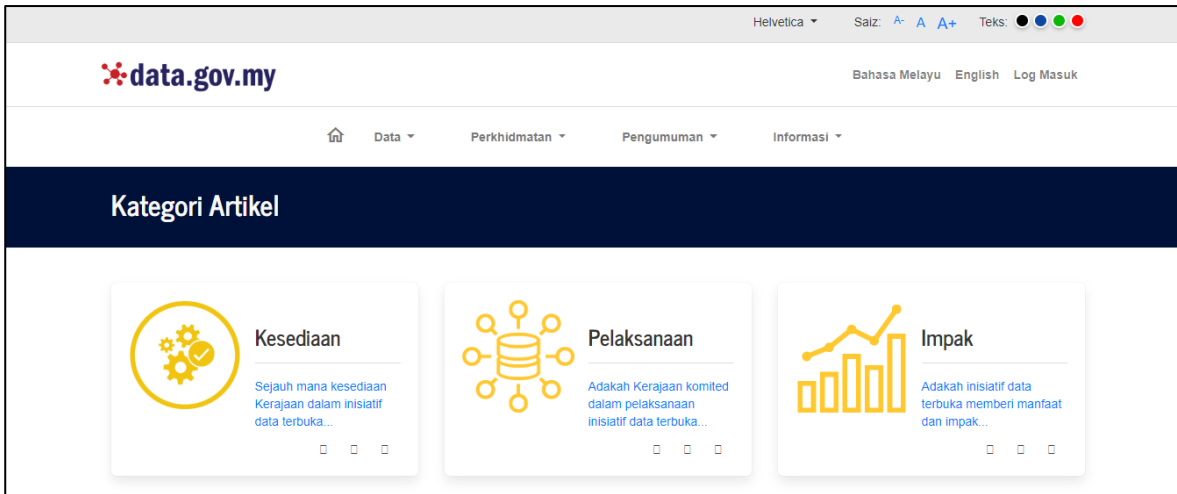 Helvetica Saiz: A- A A+ Teks:
data.gov.my
Bahasa Melayu English Log Masuk
Data Perkhidmatan Pengumuman Informasi
Kategori Artikel
Kesediaan
Sejauh mana kesediaan
Kerajaan dalam inisiatif
data terbuka...
Pelaksanaan
Adakah Kerajaan komited
dalam pelaksanaan
inisiatif data terbuka...
Impak
Adakah inisiatif data
terbuka memberi manfaat
dan impak...